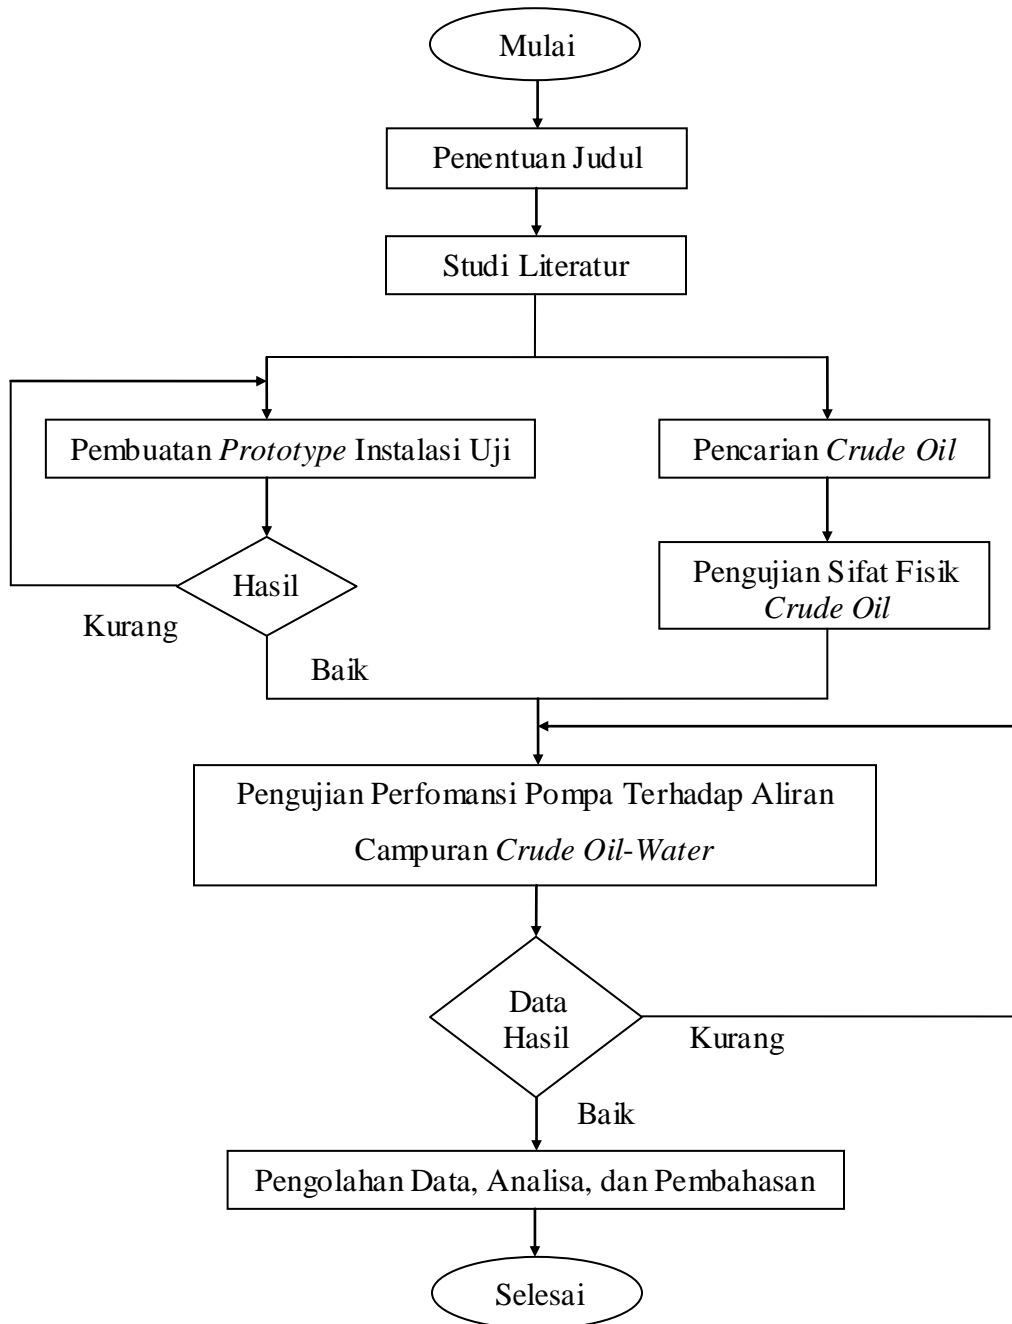 Mulai
Penentuan Judul
Studi Literatur
Pembuatan Prototype Instalasi Uji
Pencarian Crude Oil
Hasil
Kurang
Baik
Pengujian Sifat Fisik
Crude Oil
Pengujian Perfomansi Pompa Terhadap Aliran
Campuran Crude Oil-Water
Data
Hasil
Kurang
Baik
Pengolahan Data, Analisa, dan Pembahasan
Selesai